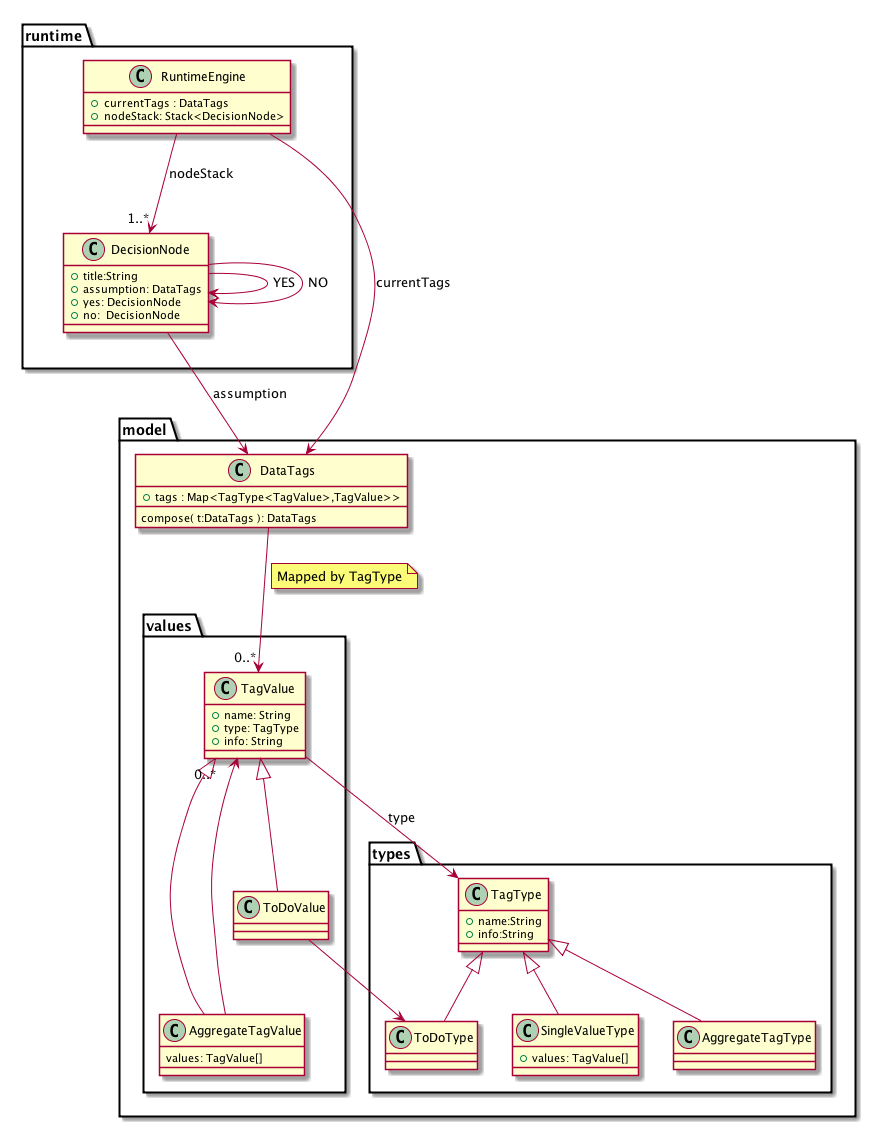 runtime
C RuntimeEngine
currentTags : DataTags
nodeStack: Stack<DecisionNode>
nodeStack
1..*
C DecisionNode
title:String
assumption: DataTags
yes: DecisionNode
no:  DecisionNode
YES
NO
currentTags
assumption
model
C DataTags
tags : Map<TagType<TagValue>,TagValue>>
compose( t:DataTags ): DataTags
Mapped by TagType
values
0..*
C TagValue
name: String
type: TagType
info: String
0..*
type
types
C TagType
name:String
info:String
C ToDoValue
C AggregateTagValue
values: TagValue[]
C ToDoType
C SingleValueType
values: TagValue[]
C AggregateTagType